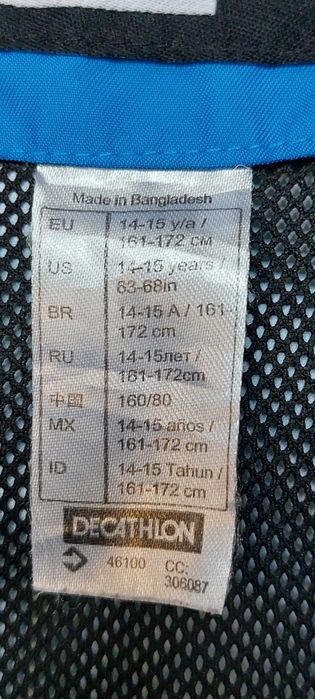 Made in Bangladesh
EU 14-15 y/a /
161-172 см
US 14-15 years /
63-68in
BR 14-15 A / 161-
172 cm
RU 14-15лет /
161-172cm
中國 160/80
MX 14-15 años /
161-172 cm
ID 14-15 Tahun /
161-172 cm
DECATHLON
46100 CC:
306087